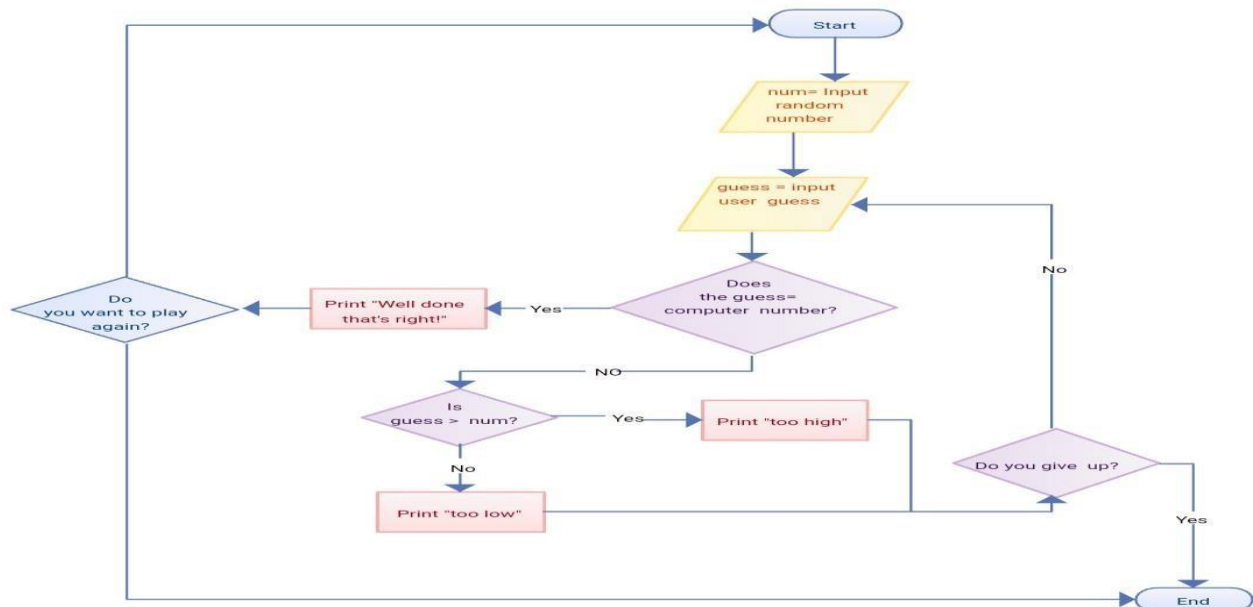 Start
num= Input
random
number
guess = input
user guess
No
Does
the guess=
computer number?
Yes
Print "Well done
that's right!"
Do
you want to play
again?
NO
Is
guess > num?
Yes
Print "too high"
No
Print "too low"
Do you give up?
Yes
End